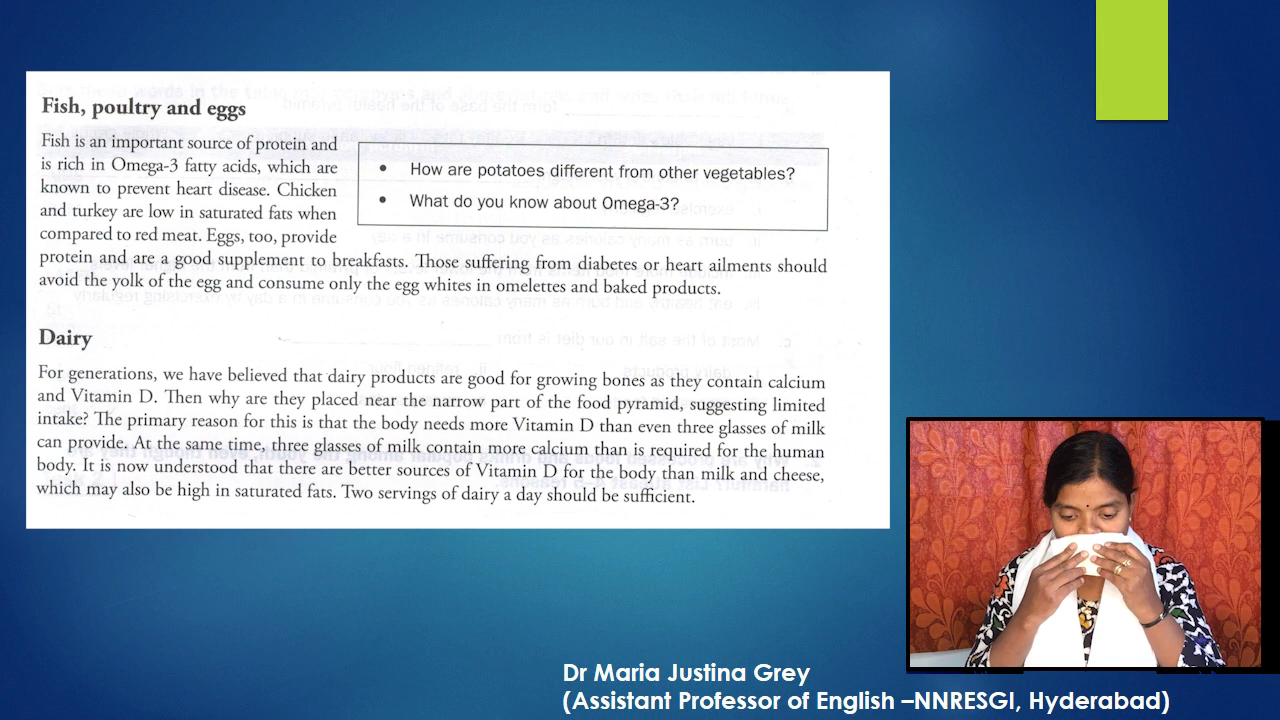 Fish, poultry and eggs
Fish is an important source of protein and
is rich in Omega-3 fatty acids, which are
known to prevent heart disease. Chicken
and turkey are low in saturated fats when
compared to red meat. Eggs, too, provide
protein and are a good supplement to breakfasts. Those suffering from diabetes or heart ailments should
avoid the yolk of the egg and consume only the egg whites in omelettes and baked products.
• How are potatoes different from other vegetables?
• What do you know about Omega-3?
Dairy
For generations, we have believed that dairy products are good for growing bones as they contain calcium
and Vitamin D. Then why are they placed near the narrow part of the food pyramid, suggesting limited
intake? The primary reason for this is that the body needs more Vitamin D than even three glasses of milk
can provide. At the same time, three glasses of milk contain more calcium than is required for the human
body. It is now understood that there are better sources of Vitamin D for the body than milk and cheese,
which may also be high in saturated fats. Two servings of dairy a day should be sufficient.
Dr Maria Justina Grey
(Assistant Professor of English –NNRESGI, Hyderabad)